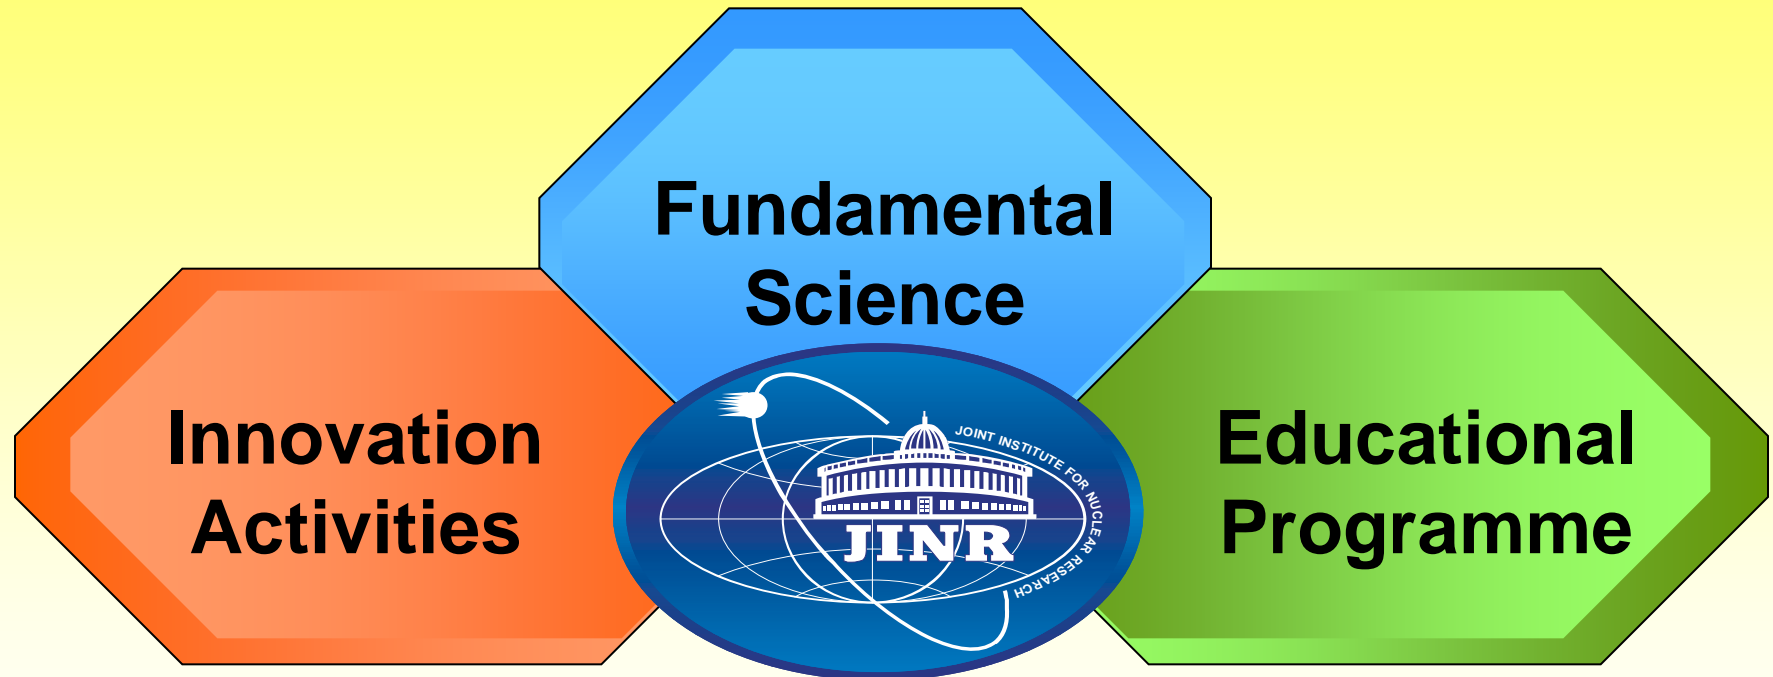 Fundamental
Science
Innovation
Activities
JOINT INSTITUTE FOR NUCLEAR RESEARCH
JINR
Educational
Programme